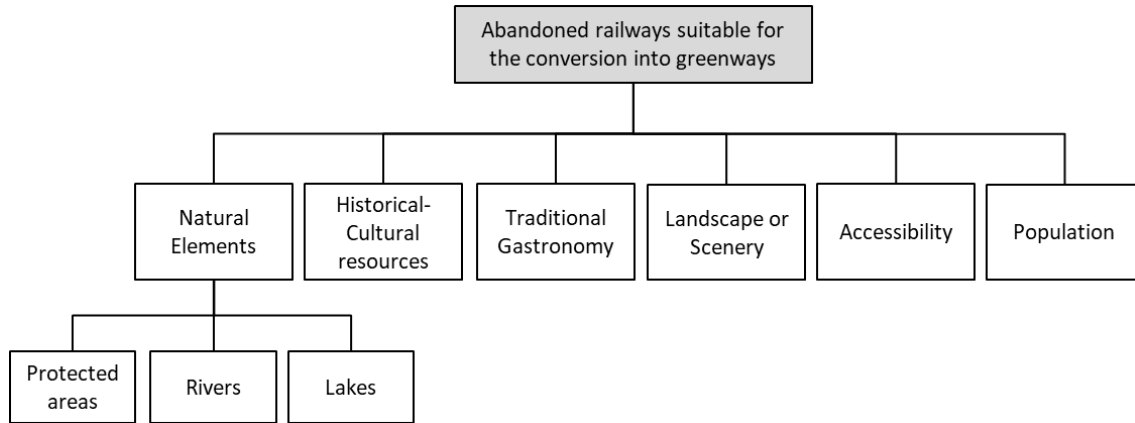 Abandoned railways suitable for
the conversion into greenways
Natural
Elements
Historical-
Cultural
resources
Traditional
Gastronomy
Landscape or
Scenery
Accessibility
Population
Protected
areas
Rivers
Lakes